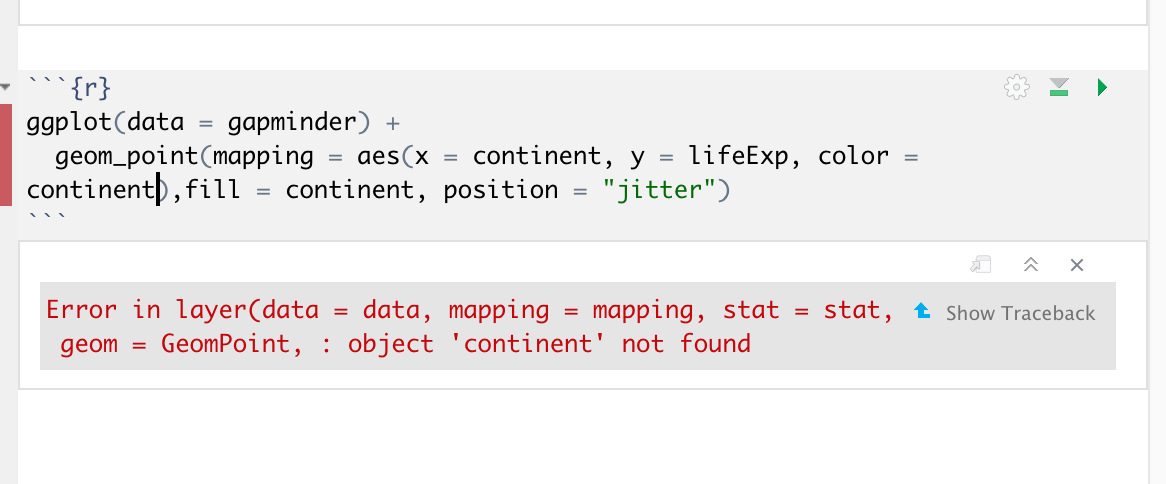 ```{r}
ggplot(data = gapminder) +
  geom_point(mapping = aes(x = continent, y = lifeExp, color =
continent),fill = continent, position = "jitter")
```
Error in layer(data = data, mapping = mapping, stat = stat, Show Traceback
 geom = GeomPoint, : object 'continent' not found